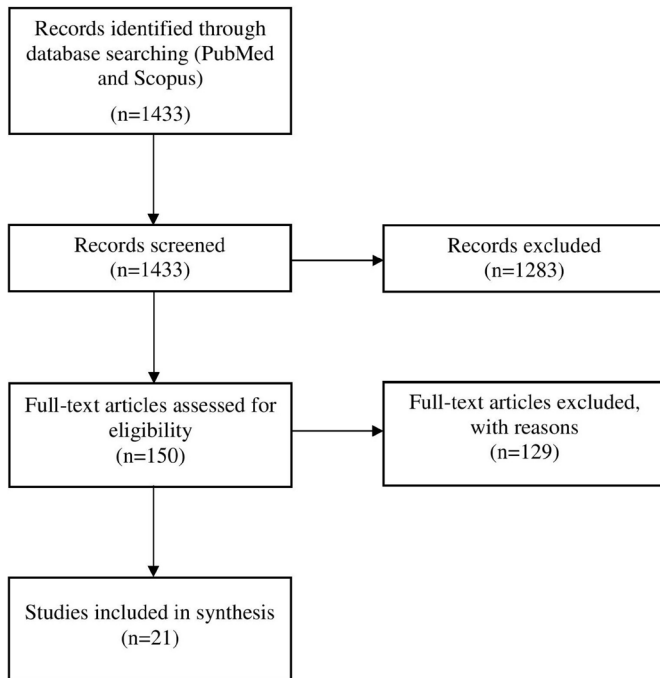 Records identified through
database searching (PubMed
and Scopus)
(n=1433)
Records screened
(n=1433)
Records excluded
(n=1283)
Full-text articles assessed for
eligibility
(n=150)
Full-text articles excluded,
with reasons
(n=129)
Studies included in synthesis
(n=21)